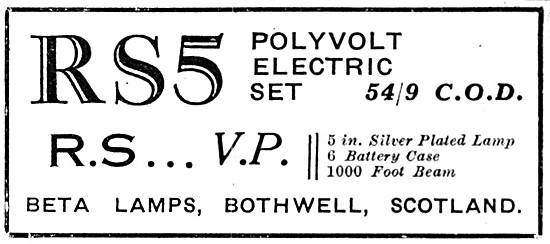 RS5 POLYVOLT
ELECTRIC
SET 54/9 C.O.D.
R.S... V.P.
5 in. Silver Plated Lamp
6 Battery Case
1000 Foot Beam
BETA LAMPS, BOTHWELL, SCOTLAND.